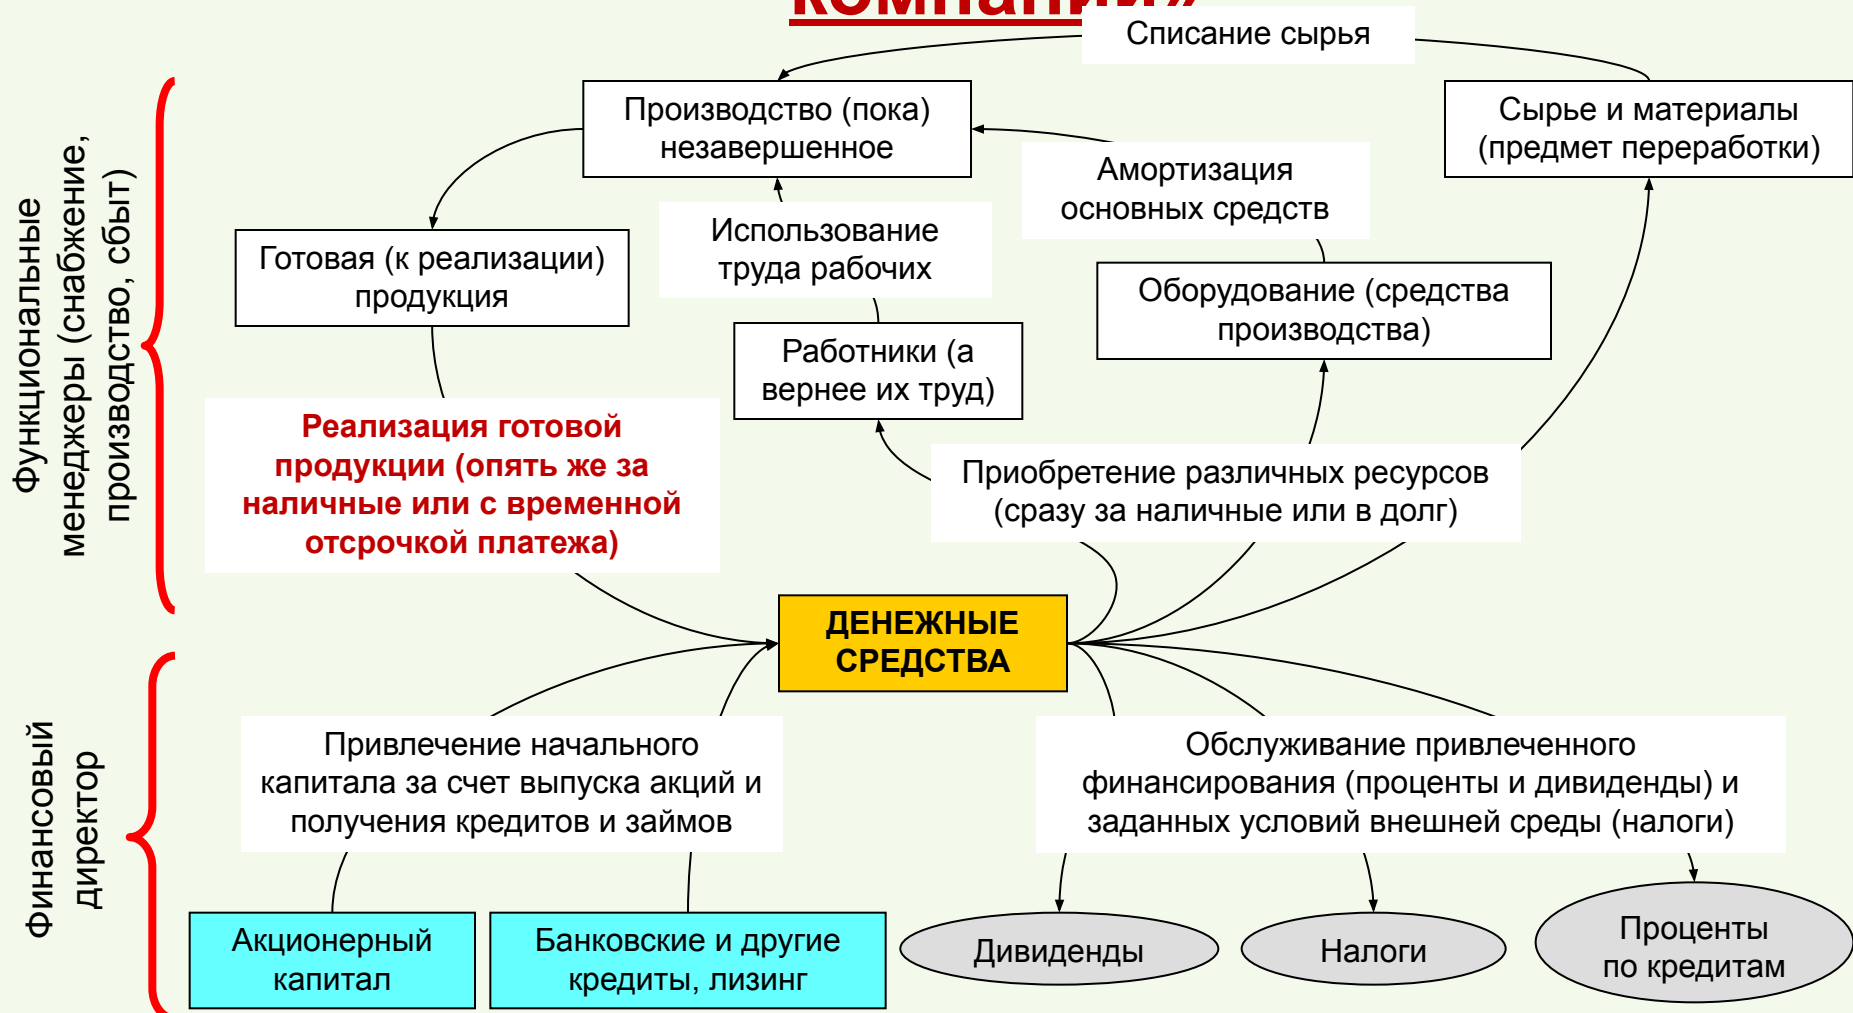 компании»
Списание сырья
Производство (пока)
незавершенное
Сырье и материалы
(предмет переработки)
Амортизация
основных средств
Использование
труда рабочих
Готовая (к реализации)
продукция
Оборудование (средства
производства)
Работники (а
вернее их труд)
Функциональные
менеджеры (снабжение,
производство, сбыт)
Реализация готовой
продукции (опять же за
наличные или с временной
отсрочкой платежа)
Приобретение различных ресурсов
(сразу за наличные или в долг)
ДЕНЕЖНЫЕ
СРЕДСТВА
Финансовый
директор
Привлечение начального
капитала за счет выпуска акций и
получения кредитов и займов
Обслуживание привлеченного
финансирования (проценты и дивиденды) и
заданных условий внешней среды (налоги)
Акционерный
капитал
Банковские и другие
кредиты, лизинг
Дивиденды
Налоги
Проценты
по кредитам